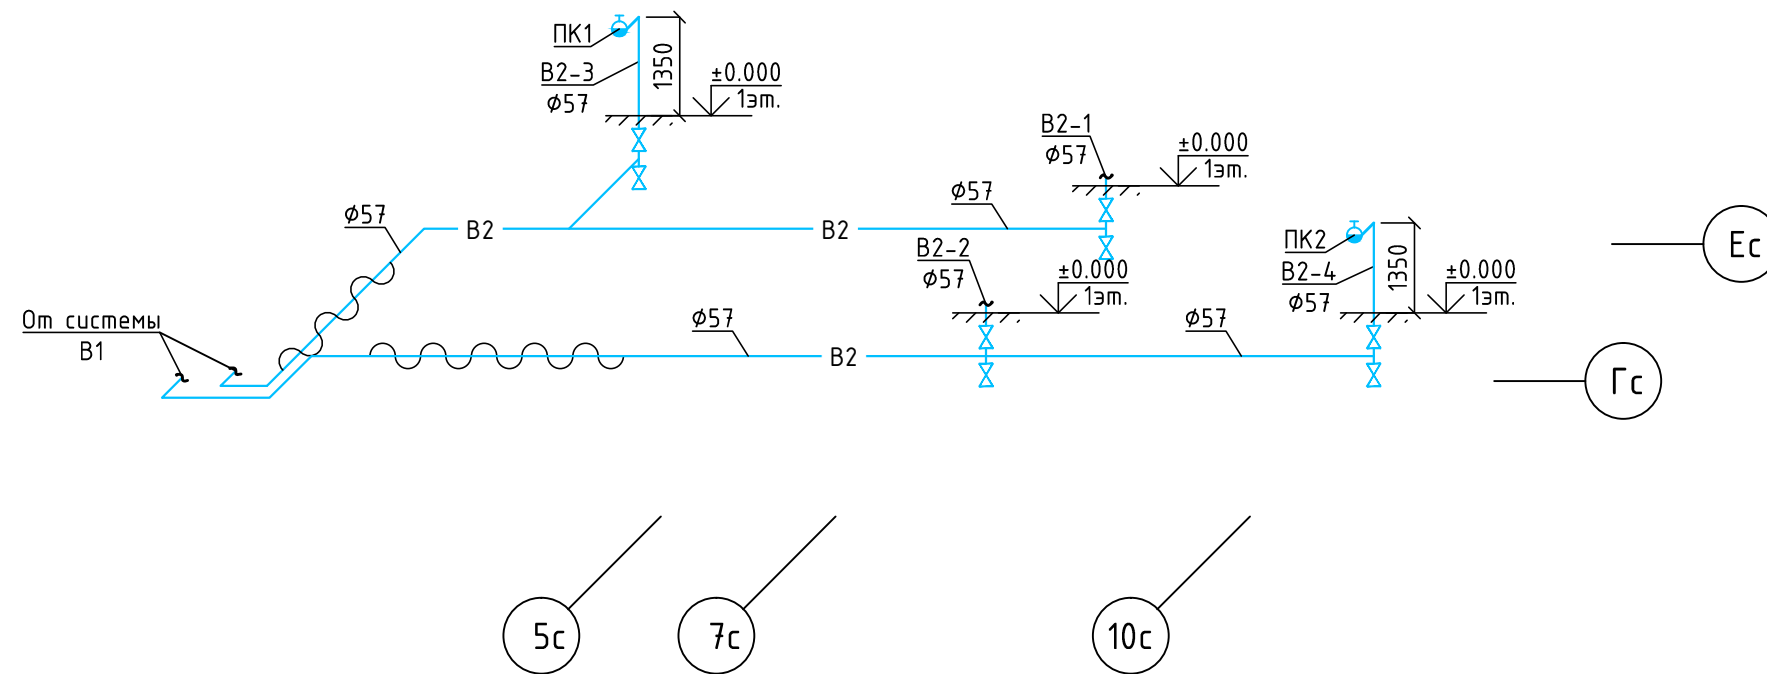 ПК1
В2-3
Ф57
1350
±0.000
1эт.
В2-1
Ф57
±0.000
1эт.
Ф57
Ф57
В2
В2
В2-2
Ф57
±0.000
1эт.
ПК2
В2-4
Ф57
1350
±0.000
1эт.
Ес
От системы
В1
Ф57
В2
Ф57
Гс
5с
7с
10с